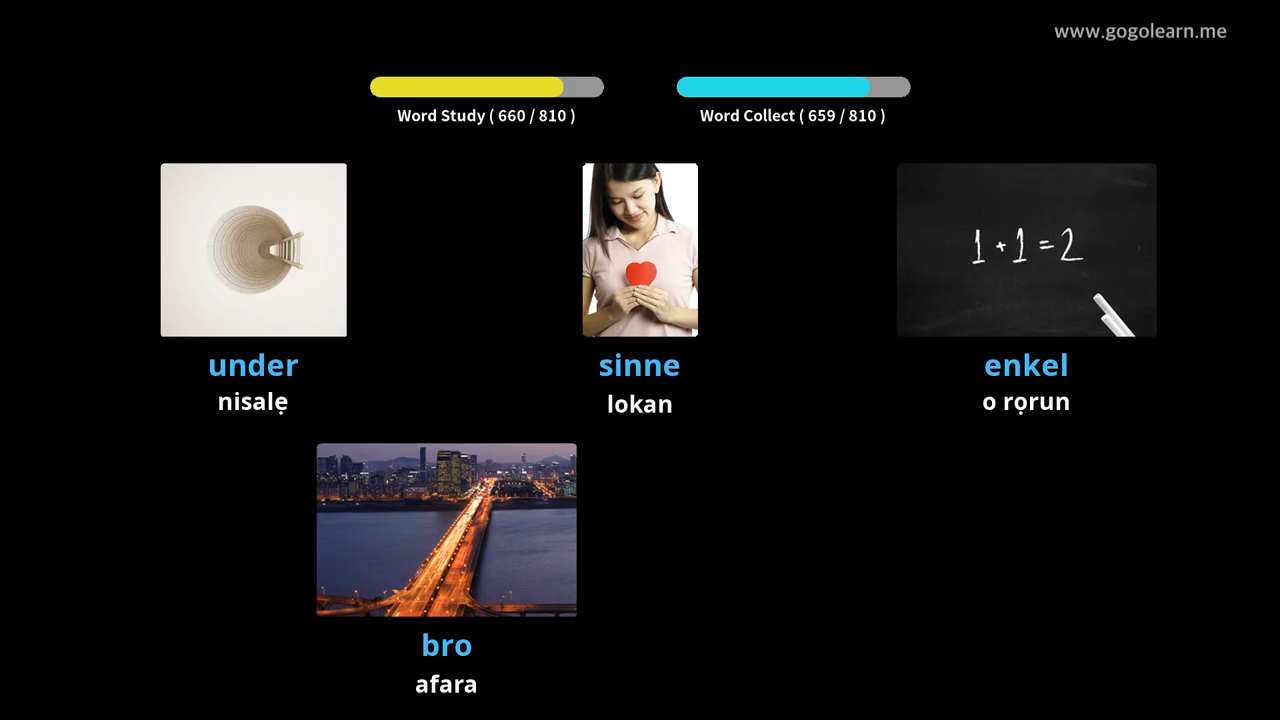 www.gogolearn.me
Word Study ( 660 / 810 )
Word Collect ( 659 / 810 )
under
nisalẹ
sinne
lokan
enkel
o rọrun
1 + 1 = 2
bro
afara